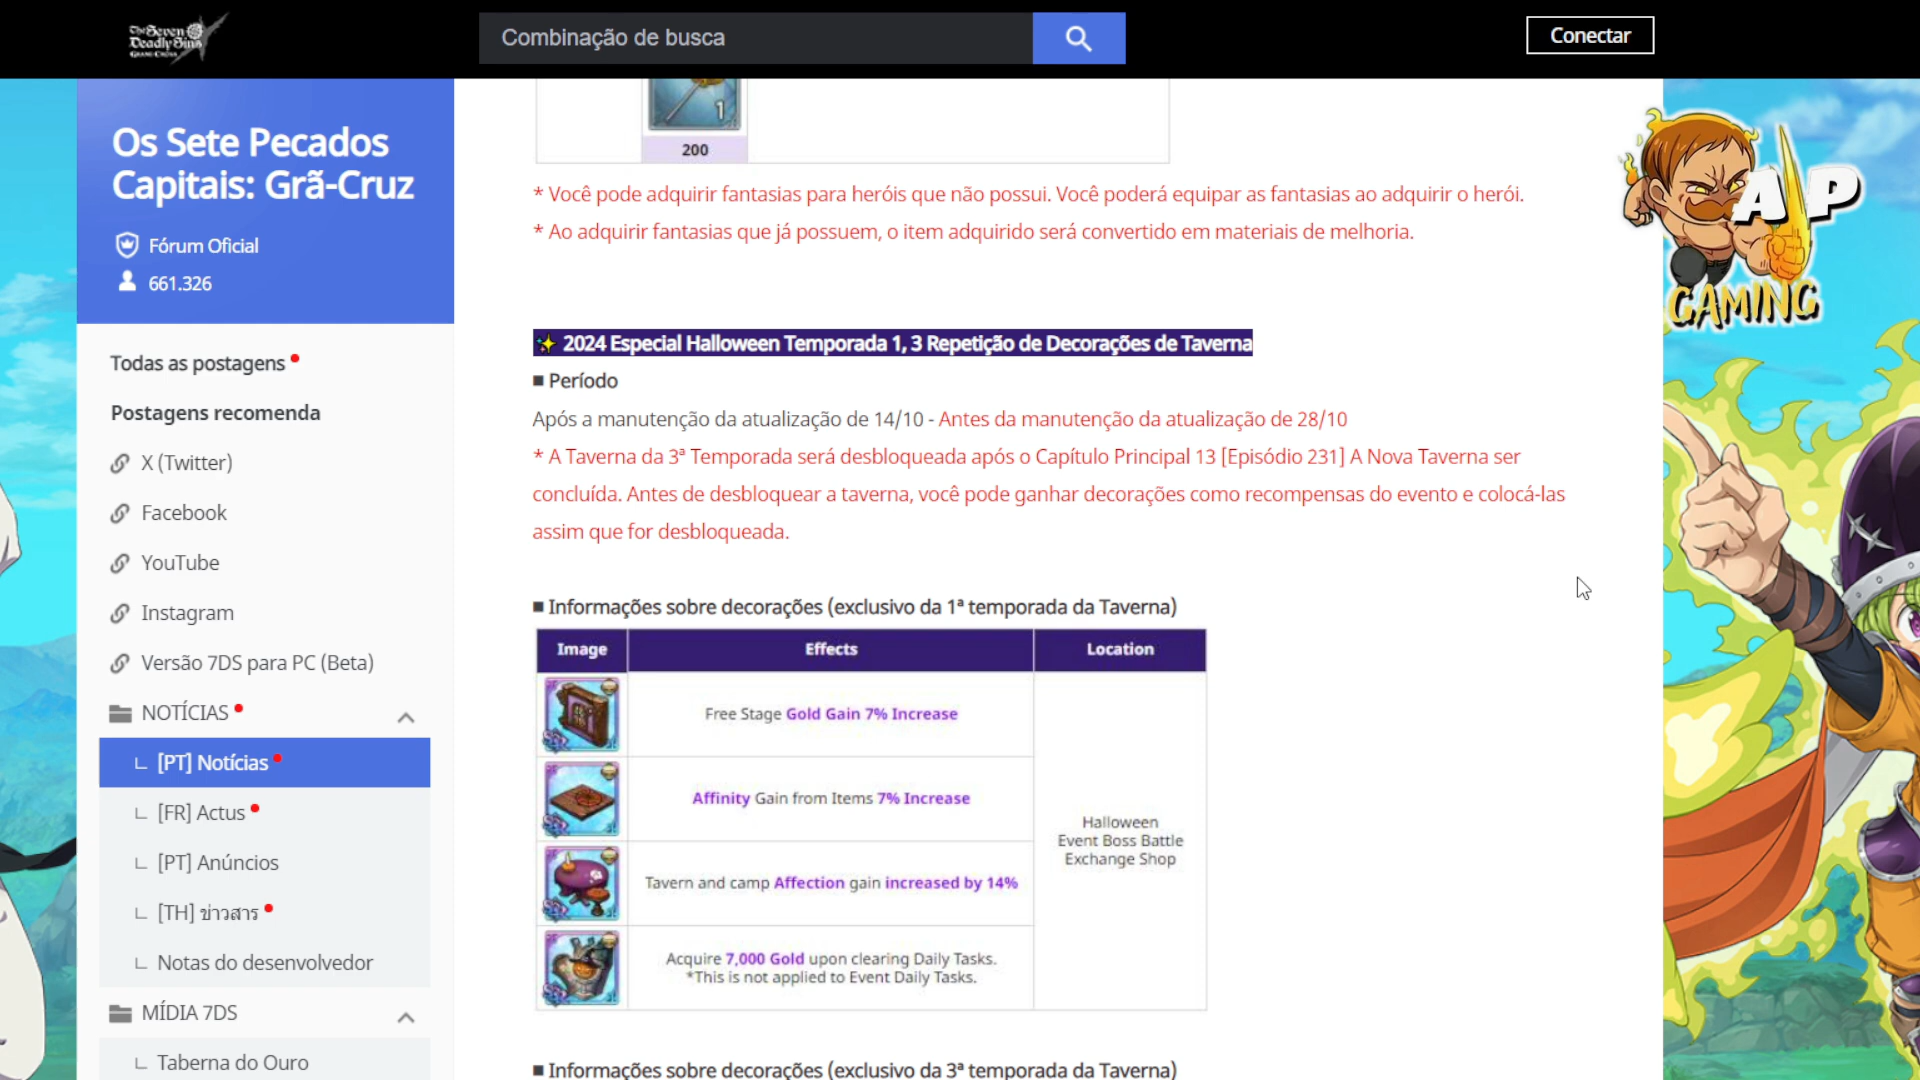 The Seven
Deadly Sins
GRAND CROSS
Combinação de busca
Conectar
Os Sete Pecados
Capitais: Grã-Cruz
Fórum Oficial
661.326
Todas as postagens
Postagens recomenda
X (Twitter)
Facebook
YouTube
Instagram
Versão 7DS para PC (Beta)
NOTÍCIAS
[PT] Notícias
[FR] Actus
[PT] Anúncios
[TH] ข่าวสาร
Notas do desenvolvedor
MÍDIA 7DS
Taberna do Ouro
1
200
* Você pode adquirir fantasias para heróis que não possui. Você poderá equipar as fantasias ao adquirir o herói.
* Ao adquirir fantasias que já possuem, o item adquirido será convertido em materiais de melhoria.
2024 Especial Halloween Temporada 1, 3 Repetição de Decorações de Taverna
■ Período
Após a manutenção da atualização de 14/10 - Antes da manutenção da atualização de 28/10
* A Taverna da 3ª Temporada será desbloqueada após o Capítulo Principal 13 [Episódio 231] A Nova Taverna ser
concluída. Antes de desbloquear a taverna, você pode ganhar decorações como recompensas do evento e colocá-las
assim que for desbloqueada.
■ Informações sobre decorações (exclusivo da 1ª temporada da Taverna)
Image Effects Location
Free Stage Gold Gain 7% Increase
Affinity Gain from Items 7% Increase
Tavern and camp Affection gain increased by 14%
Acquire 7,000 Gold upon clearing Daily Tasks.
*This is not applied to Event Daily Tasks.
Halloween
Event Boss Battle
Exchange Shop
■ Informações sobre decorações (exclusivo da 3ª temporada da Taverna)
AP
GAMING